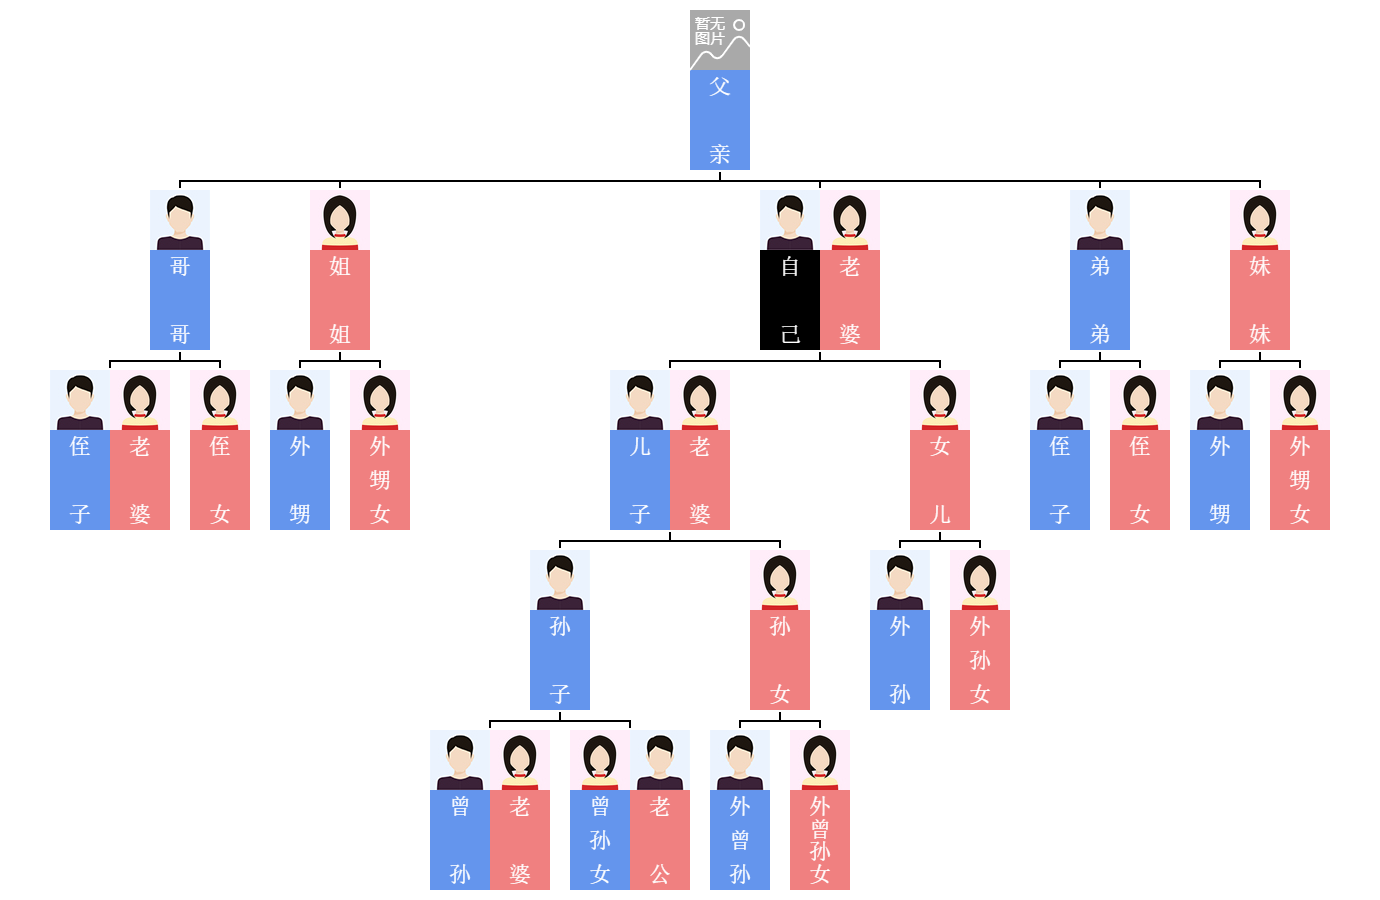 暂无
图片
父亲
哥哥
姐姐
自己
老婆
弟弟
妹妹
侄子
老婆
侄女
外甥
外甥女
儿子
老婆
女儿
侄子
侄女
外甥
外甥女
孙子
孙女
外孙
外孙女
曾孙
老婆
曾孙女
老公
外曾孙
外曾孙女